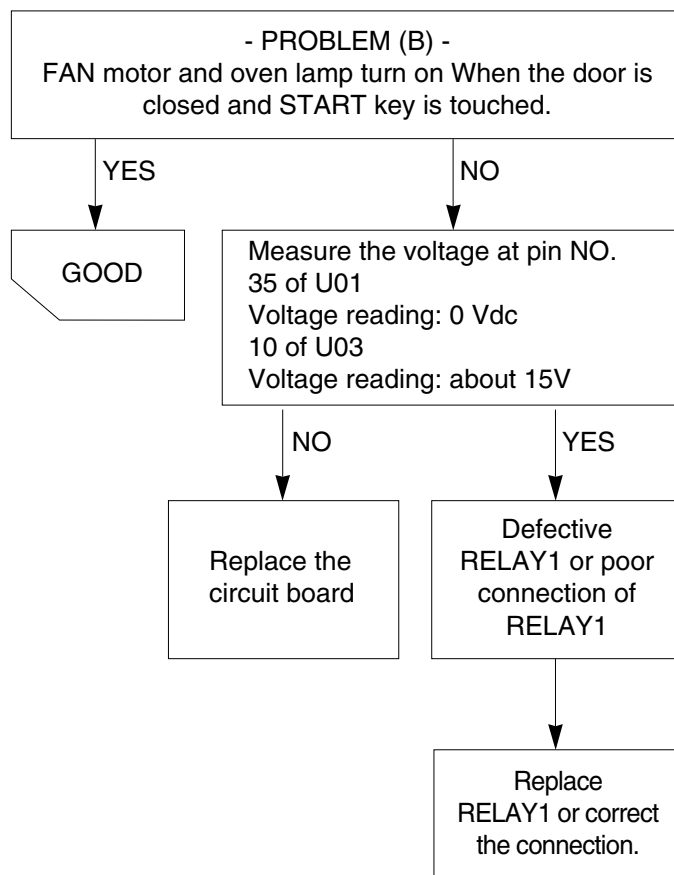 - PROBLEM (B) -
FAN motor and oven lamp turn on When the door is
closed and START key is touched.
YES
NO
GOOD
Measure the voltage at pin NO.
35 of U01
Voltage reading: 0 Vdc
10 of U03
Voltage reading: about 15V
NO
YES
Replace the
circuit board
Defective
RELAY1 or poor
connection of
RELAY1
Replace
RELAY1 or correct
the connection.